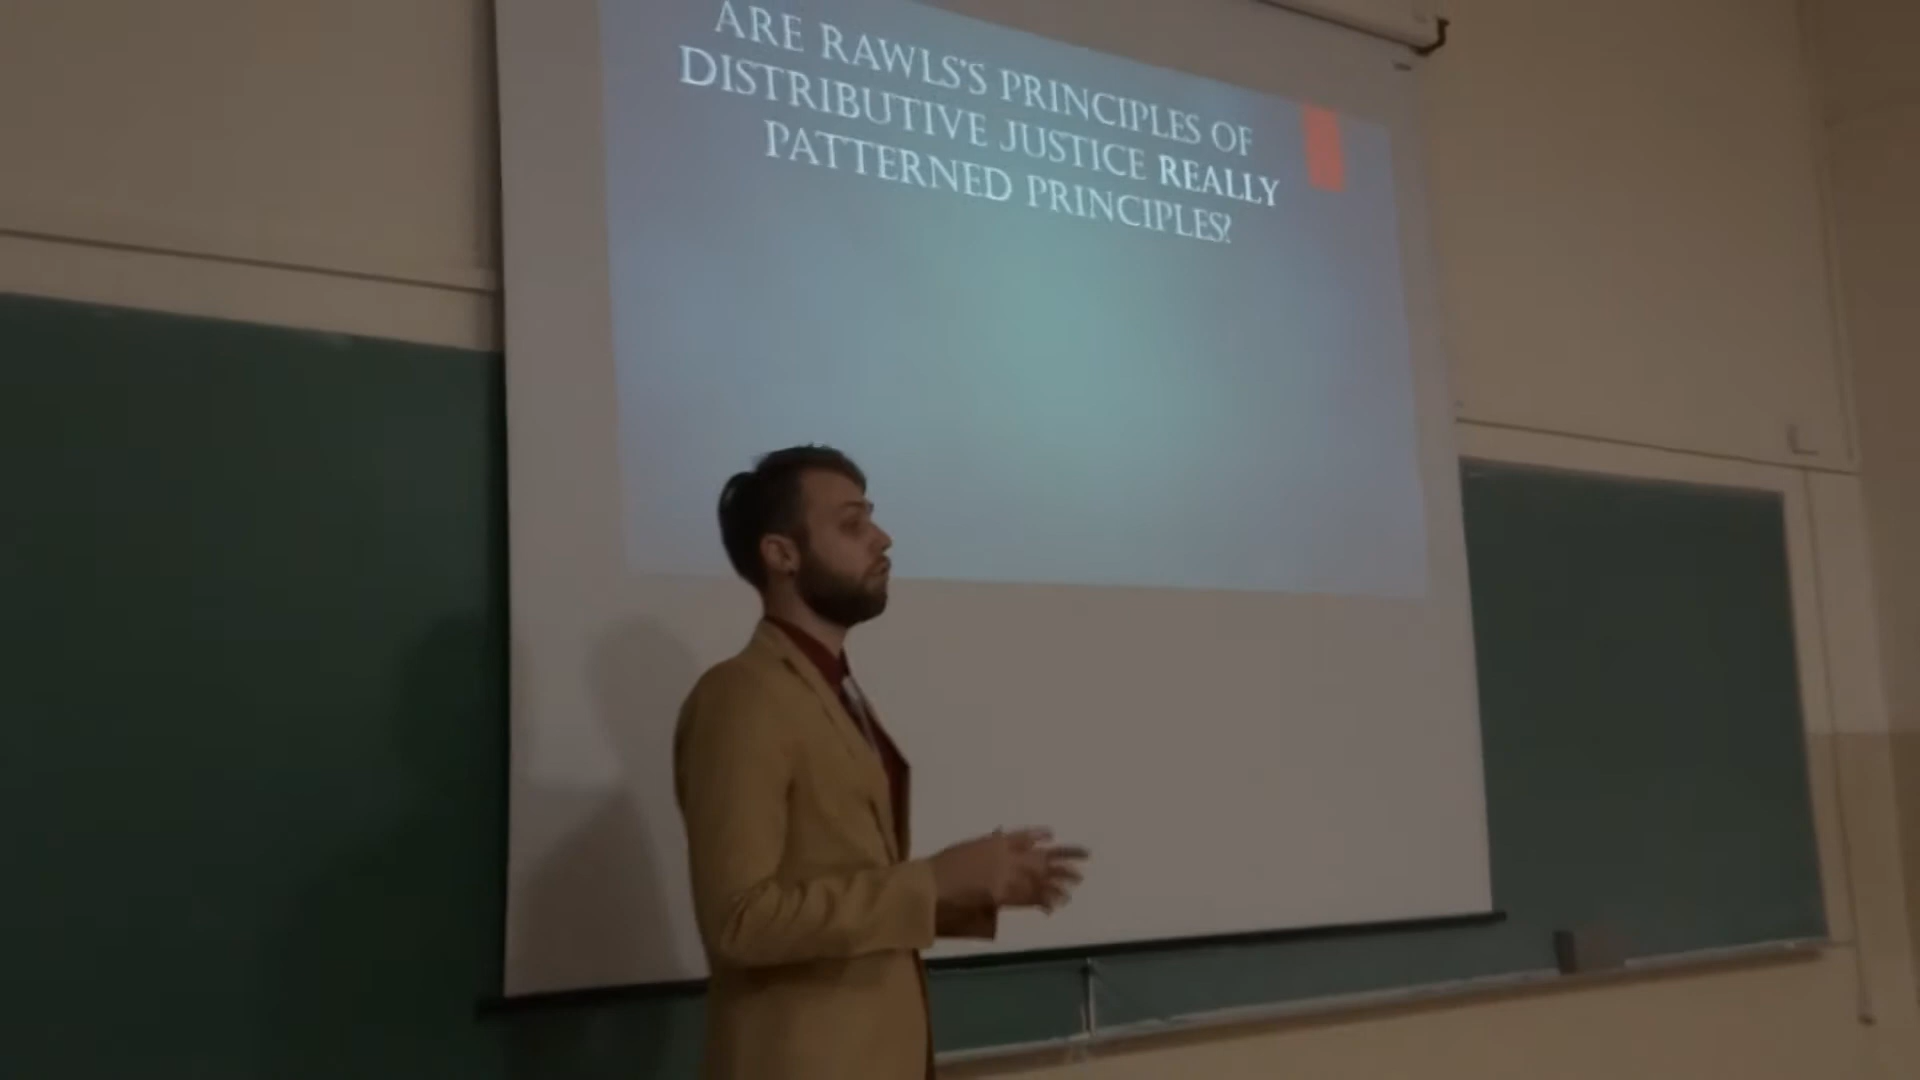 ARE RAWLS'S PRINCIPLES OF
DISTRIBUTIVE JUSTICE REALLY
PATTERNED PRINCIPLES?